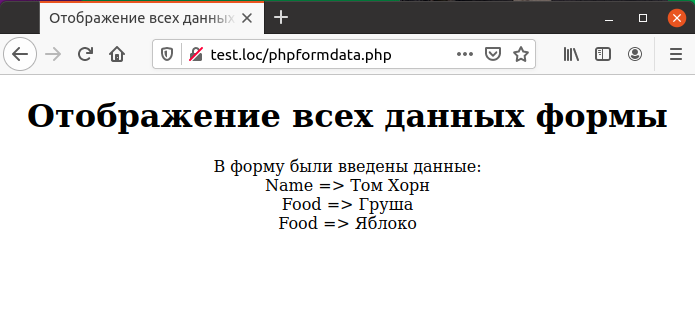 Отображение всех данных
test.loc/phpformdata.php
Отображение всех данных формы
В форму были введены данные:
Name => Том Хорн
Food => Груша
Food => Яблоко